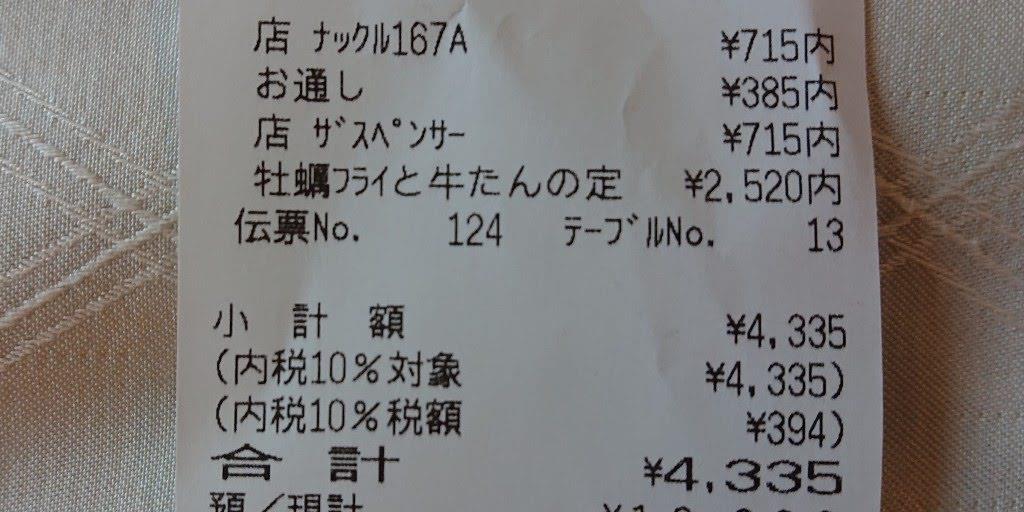 店 ﾅｯｸﾙ167A ¥715内
お通し ¥385内
店 ｻﾞｽﾍﾟﾝｻｰ ¥715内
牡蠣ﾌﾗｲと牛たんの定 ¥2,520内
伝票No. 124 ﾃｰﾌﾞﾙNo. 13
小 計 額 ¥4,335
(内税10%対象 ¥4,335)
(内税10%税額 ¥394)
合 計 ¥4,335
預/現計